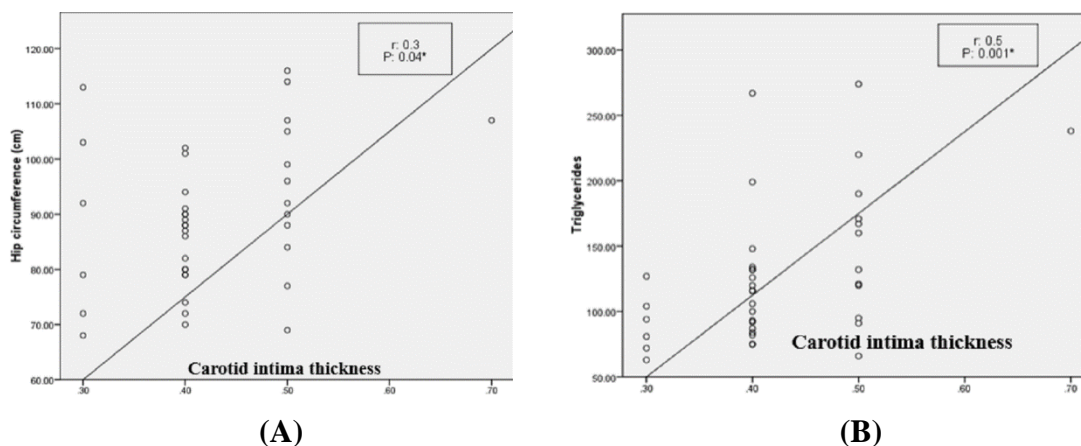 r: 0.3
P: 0.04*
120.00
110.00
100.00
90.00
80.00
70.00
60.00
Hip circumference (cm)
Carotid intima thickness
.30 .40 .50 .60 .70
(A)
r: 0.5
P: 0.001*
300.00
250.00
200.00
150.00
100.00
50.00
Triglycerides
Carotid intima thickness
.30 .40 .50 .60 .70
(B)